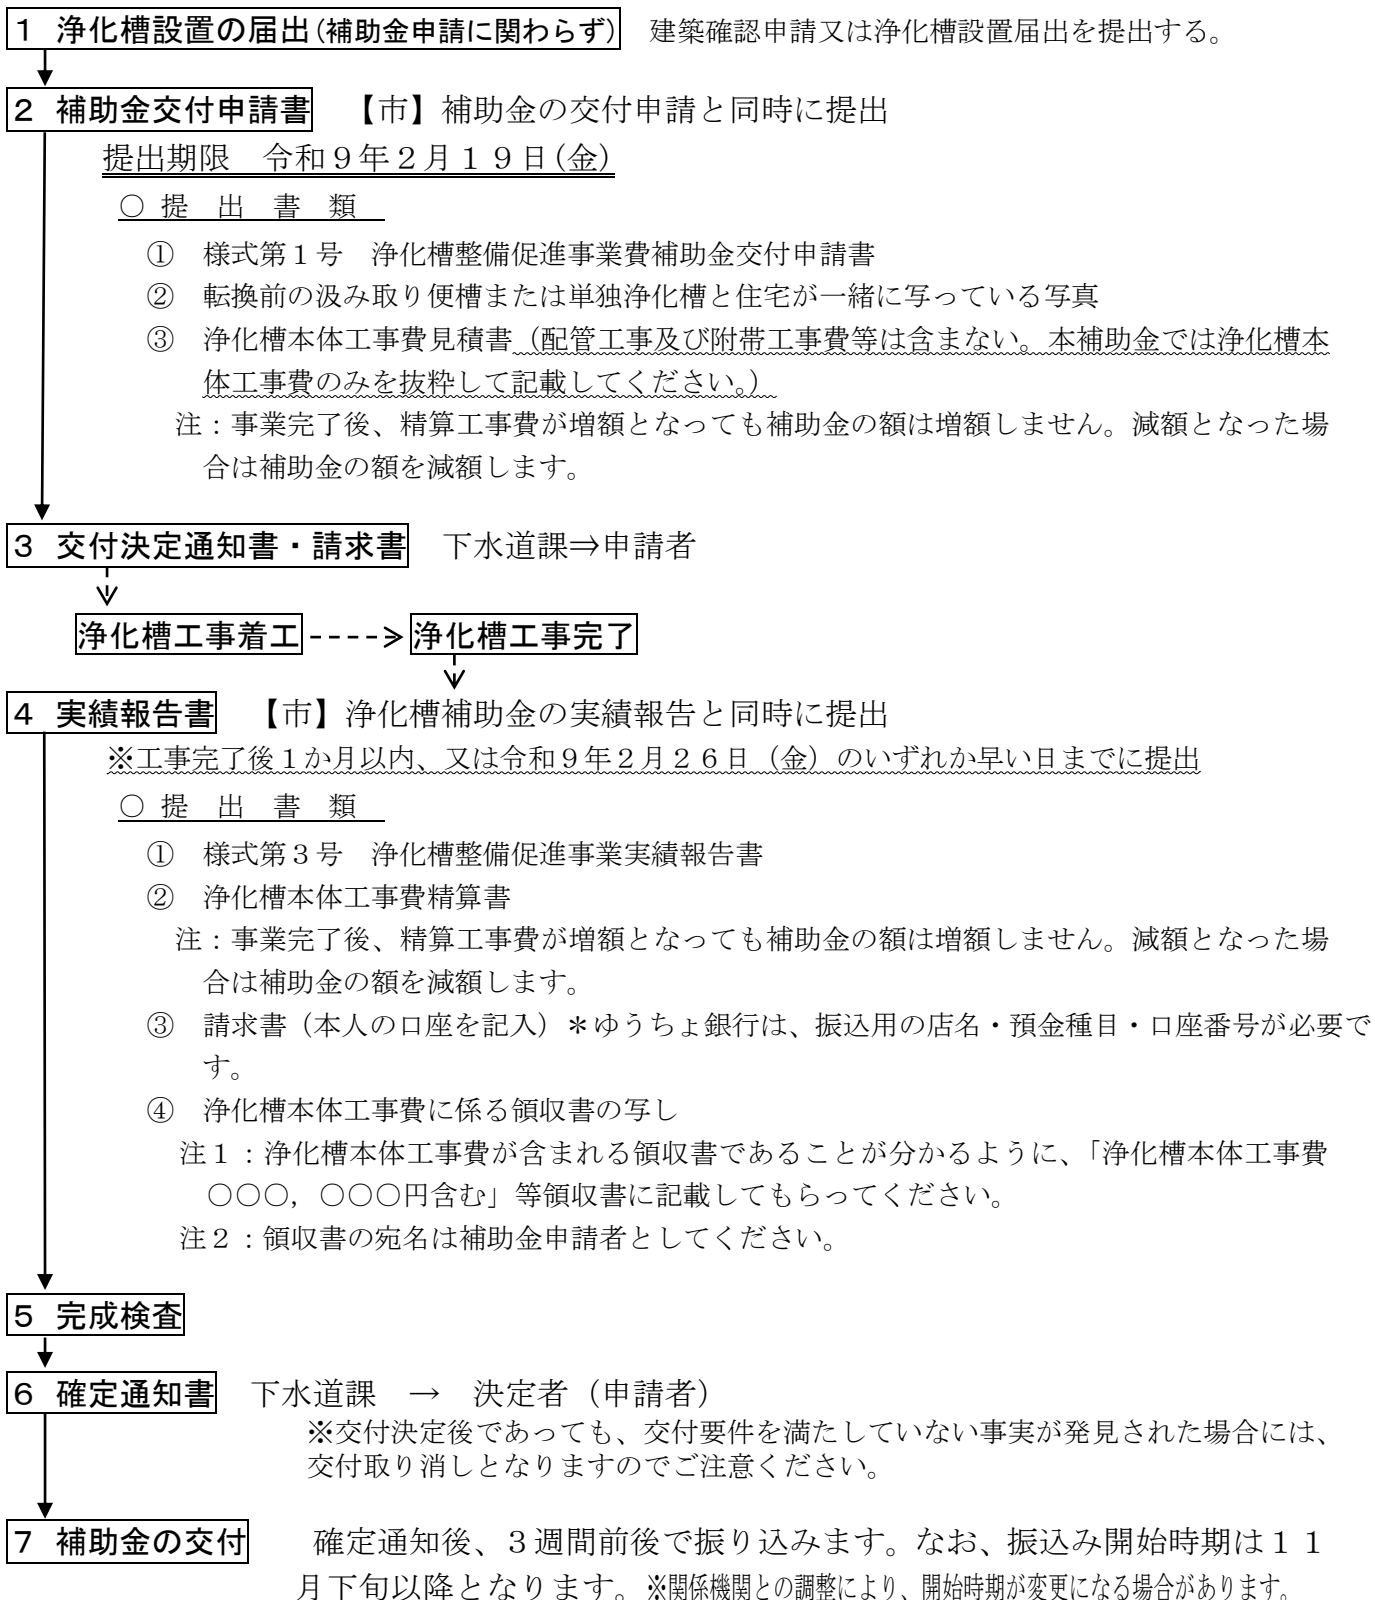 １　浄化槽設置の届出(補助金申請に関わらず)　建築確認申請又は浄化槽設置届出を提出する。
２　補助金交付申請書　【市】補助金の交付申請と同時に提出
提出期限　令和９年２月１９日(金)
○ 提　出　書　類
①　様式第１号　浄化槽整備促進事業費補助金交付申請書
②　転換前の汲み取り便槽または単独浄化槽と住宅が一緒に写っている写真
③　浄化槽本体工事費見積書（配管工事及び附帯工事費等は含まない。本補助金では浄化槽本
体工事費のみを抜粋して記載してください。）
注：事業完了後、精算工事費が増額となっても補助金の額は増額しません。減額となった場
合は補助金の額を減額します。
３　交付決定通知書・請求書　下水道課⇒申請者
浄化槽工事着工　浄化槽工事完了
４　実績報告書　【市】浄化槽補助金の実績報告と同時に提出
※工事完了後１か月以内、又は令和９年２月２６日（金）のいずれか早い日までに提出
○ 提　出　書　類
①　様式第３号　浄化槽整備促進事業実績報告書
②　浄化槽本体工事費精算書
注：事業完了後、精算工事費が増額となっても補助金の額は増額しません。減額となった場
合は補助金の額を減額します。
③　請求書（本人の口座を記入）＊ゆうちょ銀行は、振込用の店名・預金種目・口座番号が必要で
す。
④　浄化槽本体工事費に係る領収書の写し
注１：浄化槽本体工事費が含まれる領収書であることが分かるように、「浄化槽本体工事費
○○○，○○○円含む」等領収書に記載してもらってください。
注２：領収書の宛名は補助金申請者としてください。
５　完成検査
６　確定通知書　下水道課　→　決定者（申請者）
※交付決定後であっても、交付要件を満たしていない事実が発見された場合には、
交付取り消しとなりますのでご注意ください。
７　補助金の交付　確定通知後、３週間前後で振り込みます。なお、振込み開始時期は１１
月下旬以降となります。※関係機関との調整により、開始時期が変更になる場合があります。